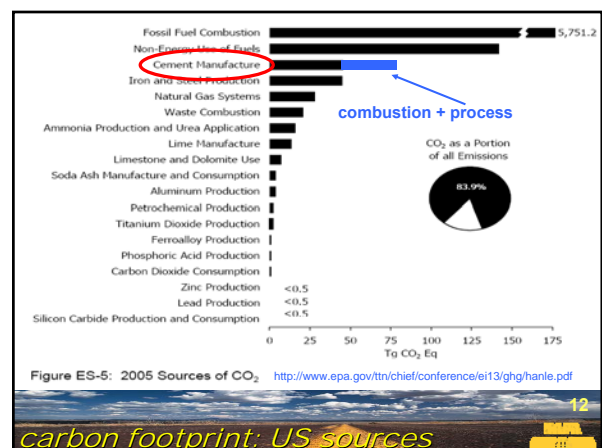 Fossil Fuel Combustion
5,751.2
Non-Energy Use of Fuels
Cement Manufacture
Iron and Steel Production
combustion + process
Natural Gas Systems
Waste Combustion
Ammonia Production and Urea Application
Lime Manufacture
CO₂ as a Portion
of all Emissions
Limestone and Dolomite Use
Soda Ash Manufacture and Consumption
83.9%
Aluminum Production
Petrochemical Production
Titanium Dioxide Production
Ferroalloy Production
Phosphoric Acid Production
Carbon Dioxide Consumption
Zinc Production <0.5
Lead Production <0.5
Silicon Carbide Production and Consumption <0.5
0 25 50 75 100 125 150 175
Tg CO₂ Eq
Figure ES-5: 2005 Sources of CO₂ http://www.epa.gov/ttn/chief/conference/ei13/ghg/hanle.pdf
12
carbon footprint: US sources